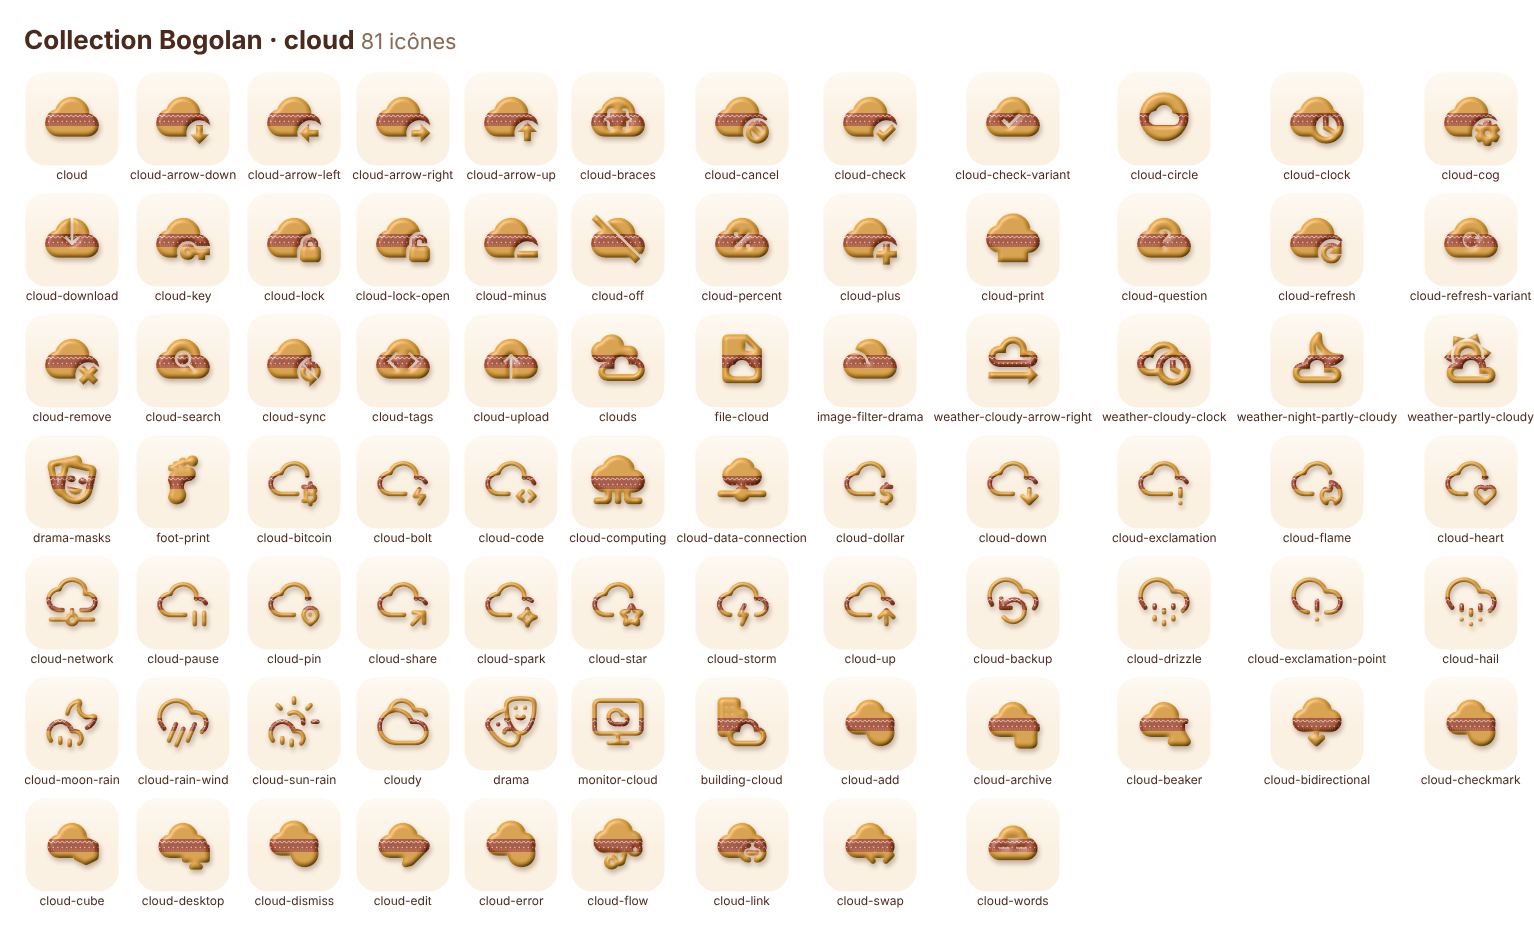 Collection Bogolan · cloud 81 icônes
cloud cloud-arrow-down cloud-arrow-left cloud-arrow-right cloud-arrow-up cloud-braces cloud-cancel cloud-check cloud-check-variant cloud-circle cloud-clock cloud-cog
cloud-download cloud-key cloud-lock cloud-lock-open cloud-minus cloud-off cloud-percent cloud-plus cloud-print cloud-question cloud-refresh cloud-refresh-variant
cloud-remove cloud-search cloud-sync cloud-tags cloud-upload clouds file-cloud image-filter-drama weather-cloudy-arrow-right weather-cloudy-clock weather-night-partly-cloudy weather-partly-cloudy
drama-masks foot-print cloud-bitcoin cloud-bolt cloud-code cloud-computing cloud-data-connection cloud-dollar cloud-down cloud-exclamation cloud-flame cloud-heart
cloud-network cloud-pause cloud-pin cloud-share cloud-spark cloud-star cloud-storm cloud-up cloud-backup cloud-drizzle cloud-exclamation-point cloud-hail
cloud-moon-rain cloud-rain-wind cloud-sun-rain cloudy drama monitor-cloud building-cloud cloud-add cloud-archive cloud-beaker cloud-bidirectional cloud-checkmark
cloud-cube cloud-desktop cloud-dismiss cloud-edit cloud-error cloud-flow cloud-link cloud-swap cloud-words